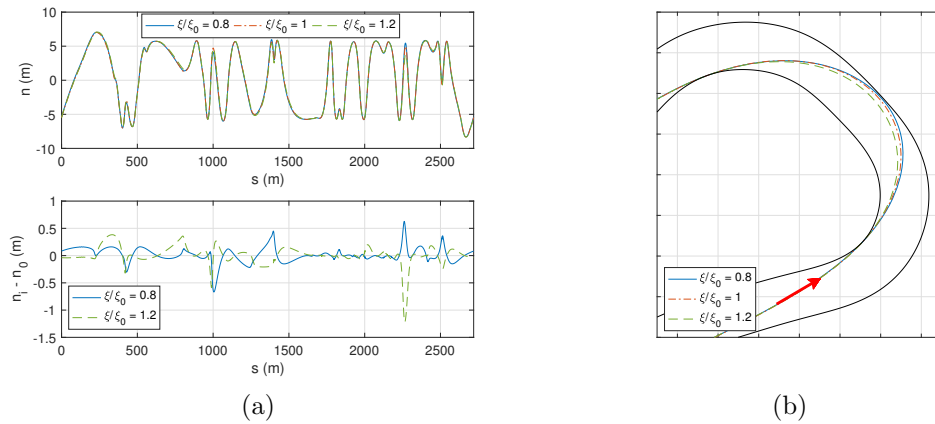 ξ/ξ0 = 0.8 ξ/ξ0 = 1 ξ/ξ0 = 1.2
10
5
0
-5
-10
n (m)
0 500 1000 1500 2000 2500
s (m)
1
0.5
0
-0.5
-1
-1.5
n_i - n_0 (m)
ξ/ξ0 = 0.8
ξ/ξ0 = 1.2
0 500 1000 1500 2000 2500
s (m)
(a)
ξ/ξ0 = 0.8
ξ/ξ0 = 1
ξ/ξ0 = 1.2
(b)